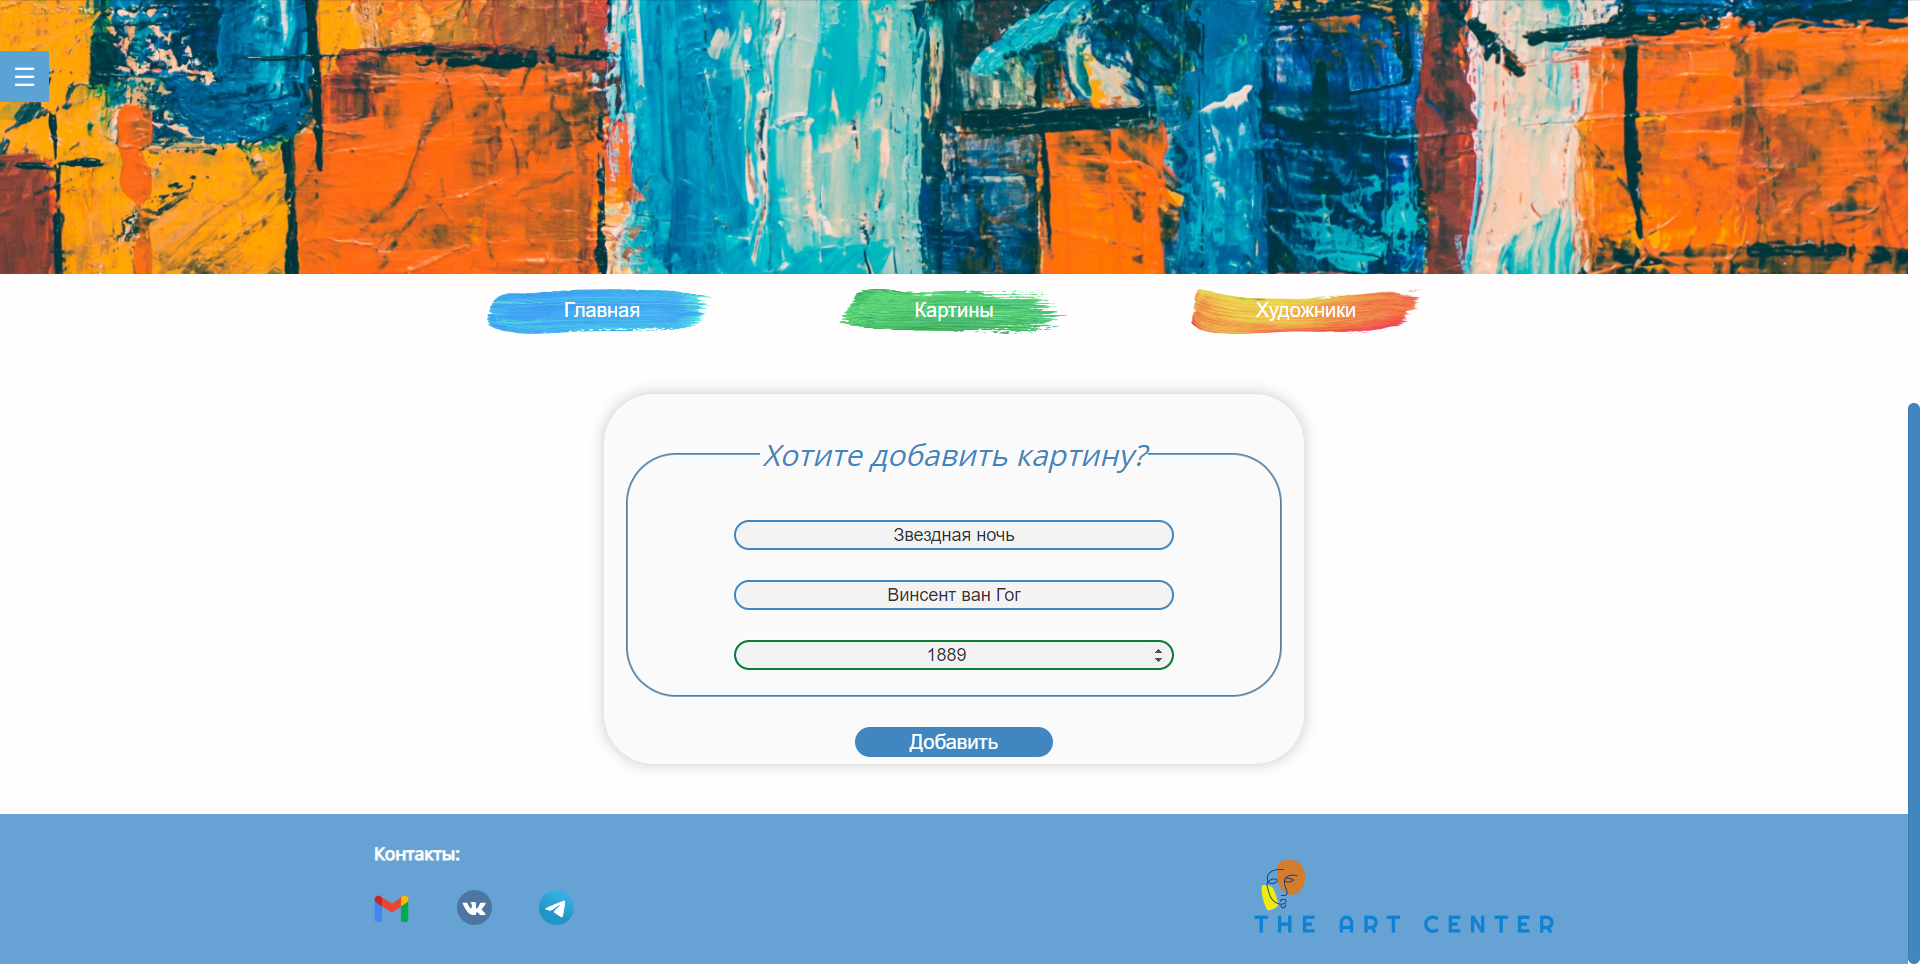 ☰
Главная
Картины
Художники
Хотите добавить картину?
Звездная ночь
Винсент ван Гог
1889
Добавить
Контакты:
THE ART CENTER